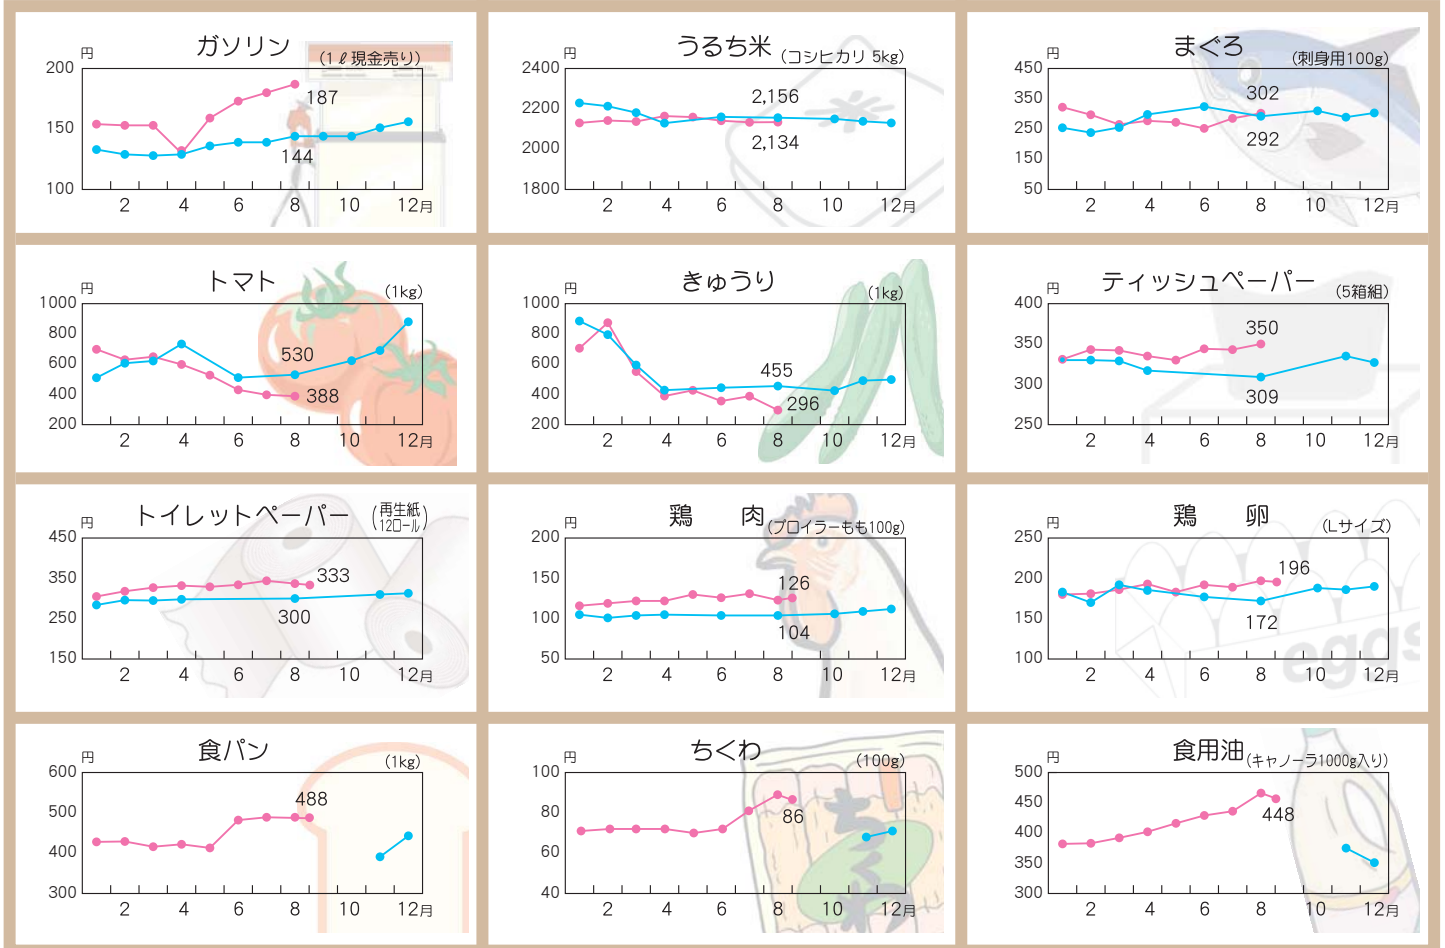 ガソリン
円
(1ℓ現金売り)
200
150
100
187
144
2 4 6 8 10 12月
うるち米 (コシヒカリ 5kg)
円
2400
2200
2000
1800
2,156
2,134
2 4 6 8 10 12月
まぐろ
円
(刺身用100g)
450
350
250
150
50
302
292
2 4 6 8 10 12月
トマト
円
(1kg)
1000
800
600
400
200
530
388
2 4 6 8 10 12月
きゅうり
円
(1kg)
1000
800
600
400
200
455
296
2 4 6 8 10 12月
ティッシュペーパー
円
(5箱組)
400
350
300
250
350
309
2 4 6 8 10 12月
トイレットペーパー
(再生紙
12ロール)
円
450
350
250
150
333
300
2 4 6 8 10 12月
鶏 肉
(ブロイラーもも100g)
円
200
150
100
50
126
104
2 4 6 8 10 12月
鶏 卵
円
(Lサイズ)
250
200
150
100
196
172
eggs
2 4 6 8 10 12月
食パン
円
(1kg)
600
500
400
300
488
2 4 6 8 10 12月
ちくわ
円
(100g)
100
80
60
40
86
ちくわ
2 4 6 8 10 12月
食用油
(キャノーラ1000g入り)
円
500
450
400
350
300
448
2 4 6 8 10 12月